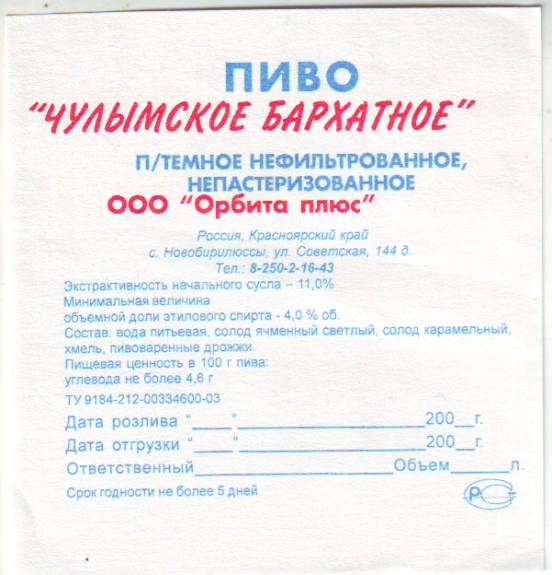 ПИВО
"ЧУЛЫМСКОЕ БАРХАТНОЕ"
П/ТЕМНОЕ НЕФИЛЬТРОВАННОЕ,
НЕПАСТЕРИЗОВАННОЕ
ООО "Орбита плюс"
Россия, Красноярский край
с. Новобирилюссы, ул. Советская, 144 д.
Тел.: 8-250-2-16-43
Экстрактивность начального сусла – 11,0%
Минимальная величина
объемной доли этилового спирта - 4,0 % об.
Состав: вода питьевая, солод ячменный светлый, солод карамельный,
хмель, пивоваренные дрожжи.
Пищевая ценность в 100 г пива:
углевода не более 4,6 г
ТУ 9184-212-00334600-03
Дата розлива "____"____________________200__г.
Дата отгрузки "____"____________________200__г.
Ответственный____________________Объем______л.
Срок годности не более 5 дней
РСТ